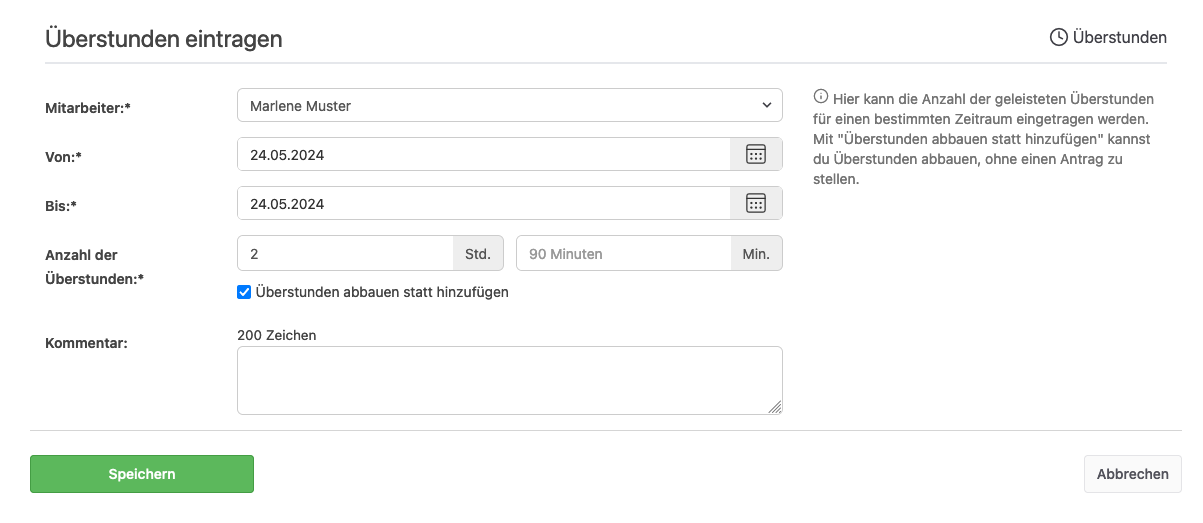 Überstunden eintragen
Überstunden
Mitarbeiter:*
Marlene Muster
Von:*
24.05.2024
Bis:*
24.05.2024
Anzahl der
Überstunden:*
2 Std.
90 Minuten Min.
Überstunden abbauen statt hinzufügen
Kommentar:
200 Zeichen
Hier kann die Anzahl der geleisteten Überstunden
für einen bestimmten Zeitraum eingetragen werden.
Mit "Überstunden abbauen statt hinzufügen" kannst
du Überstunden abbauen, ohne einen Antrag zu
stellen.
Speichern
Abbrechen